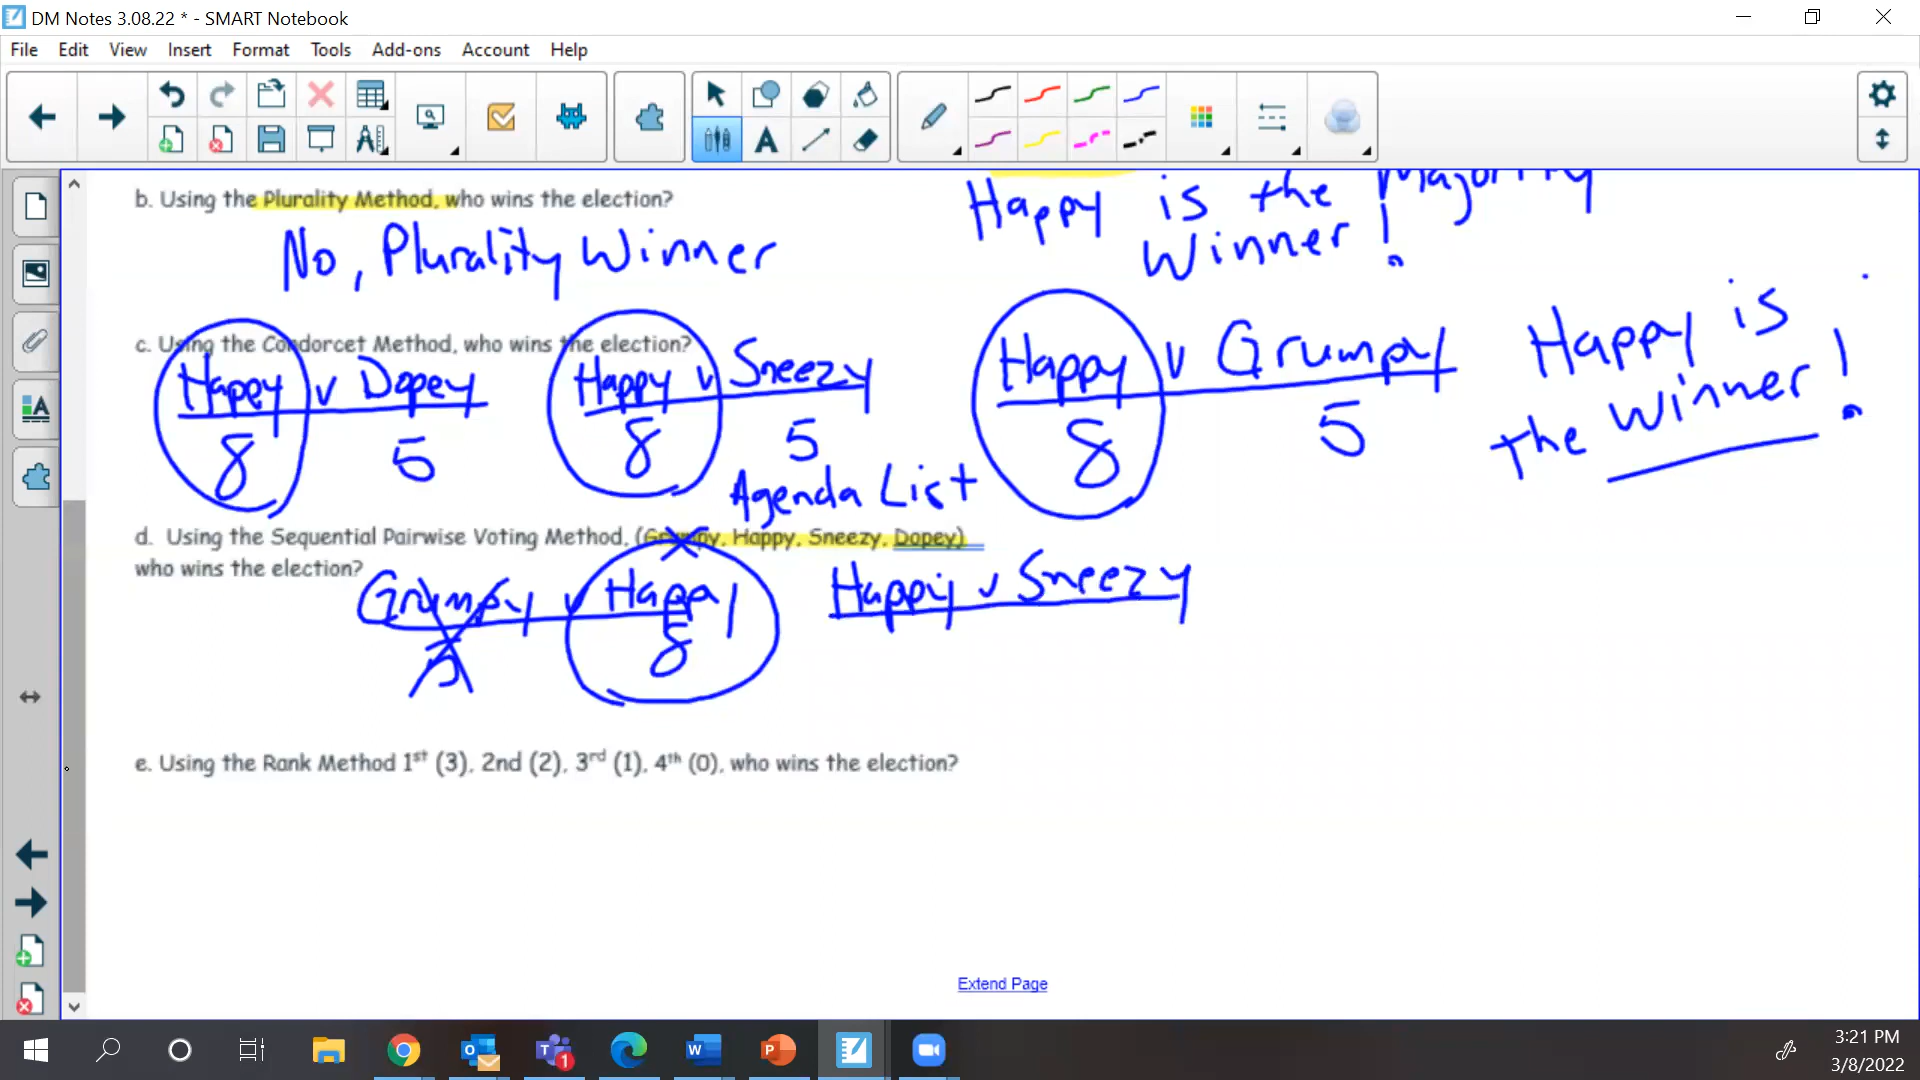 DM Notes 3.08.22 * - SMART Notebook
File Edit View Insert Format Tools Add-ons Account Help
b. Using the Plurality Method, who wins the election?
Happy is the Majority
Winner!
No, Plurality Winner
c. Using the Condorcet Method, who wins the election?
Happy v Dopey
8 5
Happy v Sneezy
8 5
Happy v Grumpy
8 5
Happy is
the Winner!
Agenda List
d. Using the Sequential Pairwise Voting Method, (Grumpy, Happy, Sneezy, Dopey)
who wins the election?
Grumpy v Happy
5 8
Happy v Sneezy
e. Using the Rank Method 1st (3), 2nd (2), 3rd (1), 4th (0), who wins the election?
Extend Page
1
3:21 PM
3/8/2022